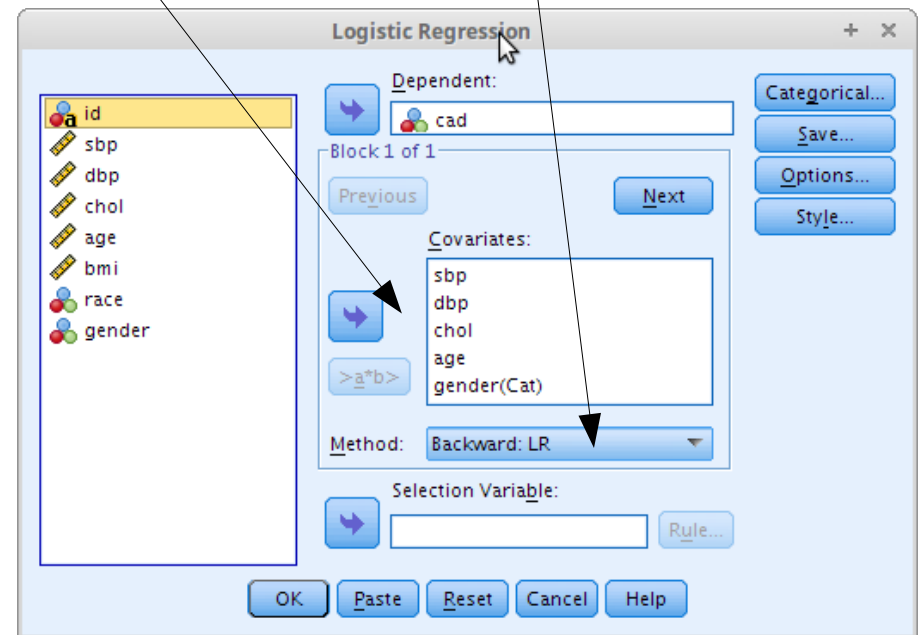 Logistic Regression
id
sbp
dbp
chol
age
bmi
race
gender
Dependent:
cad
Block 1 of 1
Previous
Next
Covariates:
sbp
dbp
chol
age
gender(Cat)
>a*b>
Method:
Backward: LR
Selection Variable:
Rule...
Categorical...
Save...
Options...
Style...
OK
Paste
Reset
Cancel
Help